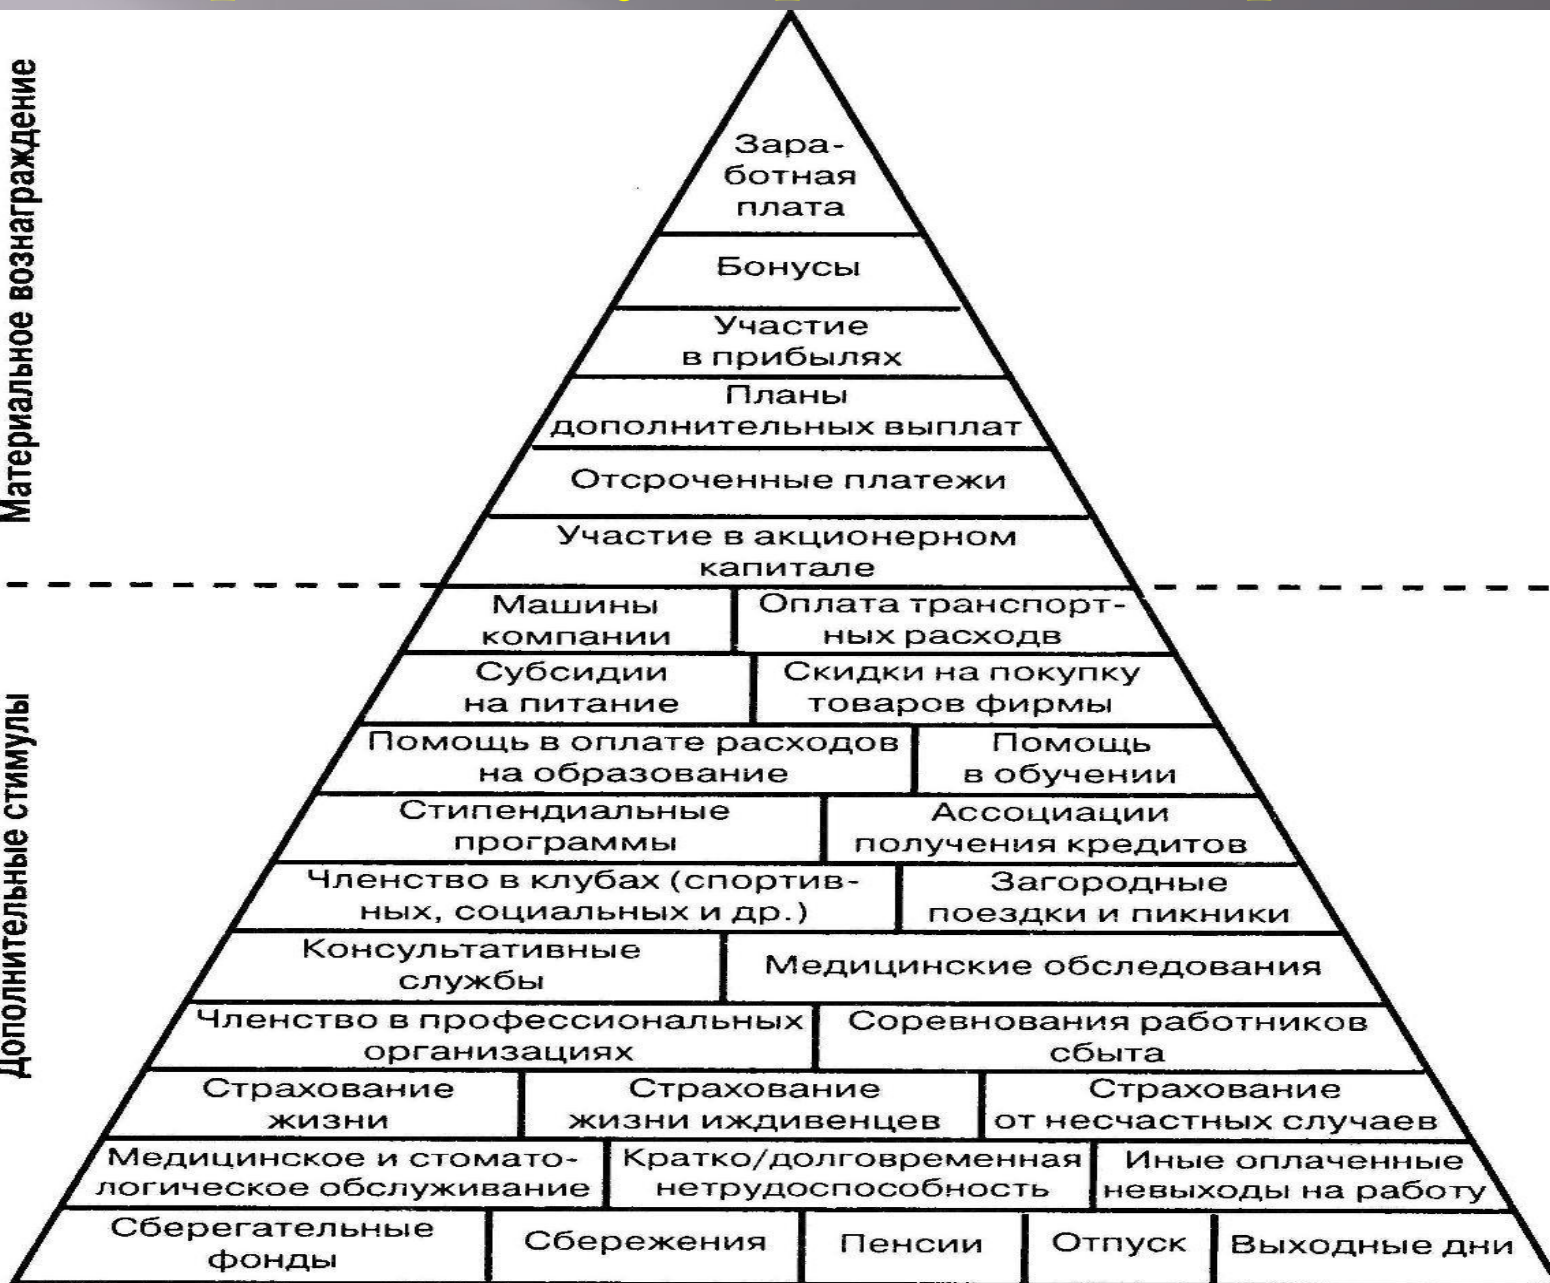 Материальное вознаграждение
Зара-
ботная
плата
Бонусы
Участие
в прибылях
Планы
дополнительных выплат
Отсроченные платежи
Участие в акционерном
капитале
Дополнительные стимулы
Машины
компании
Оплата транспорт-
ных расходв
Субсидии
на питание
Скидки на покупку
товаров фирмы
Помощь в оплате расходов
на образование
Помощь
в обучении
Стипендиальные
программы
Ассоциации
получения кредитов
Членство в клубах (спортив-
ных, социальных и др.)
Загородные
поездки и пикники
Консультативные
службы
Медицинские обследования
Членство в профессиональных
организациях
Соревнования работников
сбыта
Страхование
жизни
Страхование
жизни иждивенцев
Страхование
от несчастных случаев
Медицинское и стомато-
логическое обслуживание
Кратко/долговременная
нетрудоспособность
Иные оплаченные
невыходы на работу
Сберегательные
фонды
Сбережения
Пенсии
Отпуск
Выходные дни